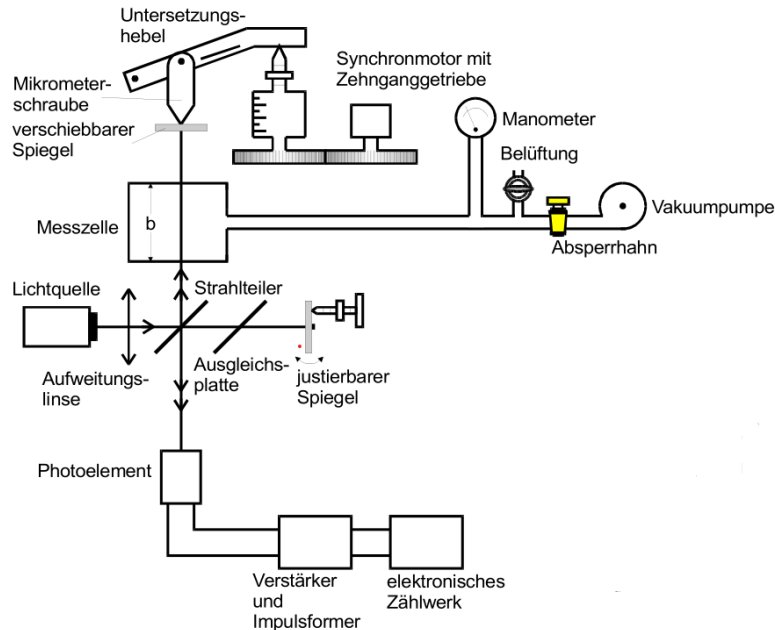 Untersetzungs-
hebel
Synchronmotor mit
Zehnganggetriebe
Mikrometer-
schraube
verschiebbarer
Spiegel
Manometer
Belüftung
Messzelle
b
Vakuumpumpe
Absperrhahn
Lichtquelle
Strahlteiler
Aufweitungs-
linse
Ausgleichs-
platte
justierbarer
Spiegel
Photoelement
Verstärker
und
Impulsformer
elektronisches
Zählwerk